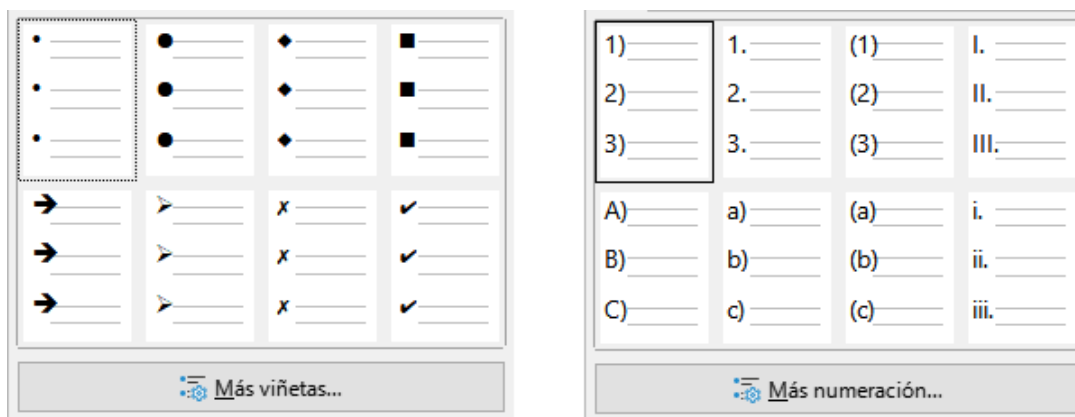 Más viñetas...
1) 1. (1) I.
2) 2. (2) II.
3) 3. (3) III.
A) a) (a) i.
B) b) (b) ii.
C) c) (c) iii.
Más numeración...